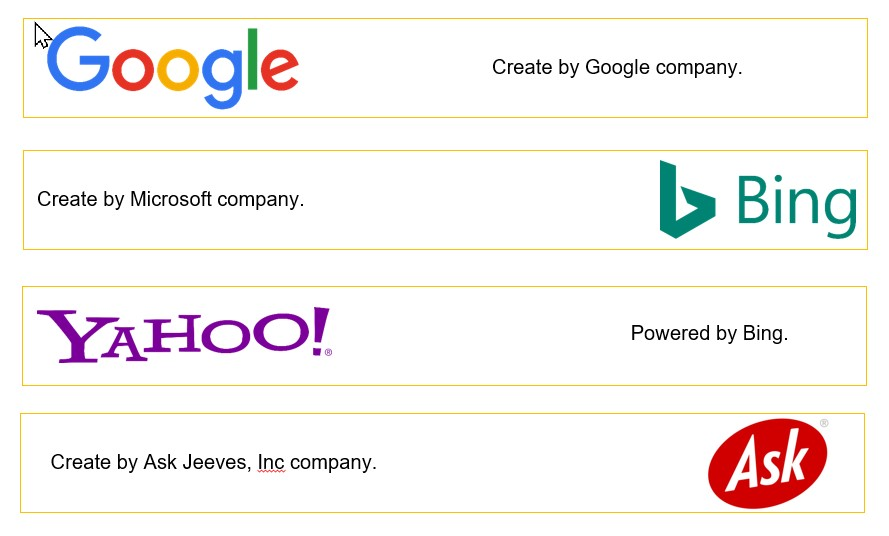 Google
Create by Google company.
Create by Microsoft company.
Bing
YAHOO!®
Powered by Bing.
Create by Ask Jeeves, Inc company.
Ask®